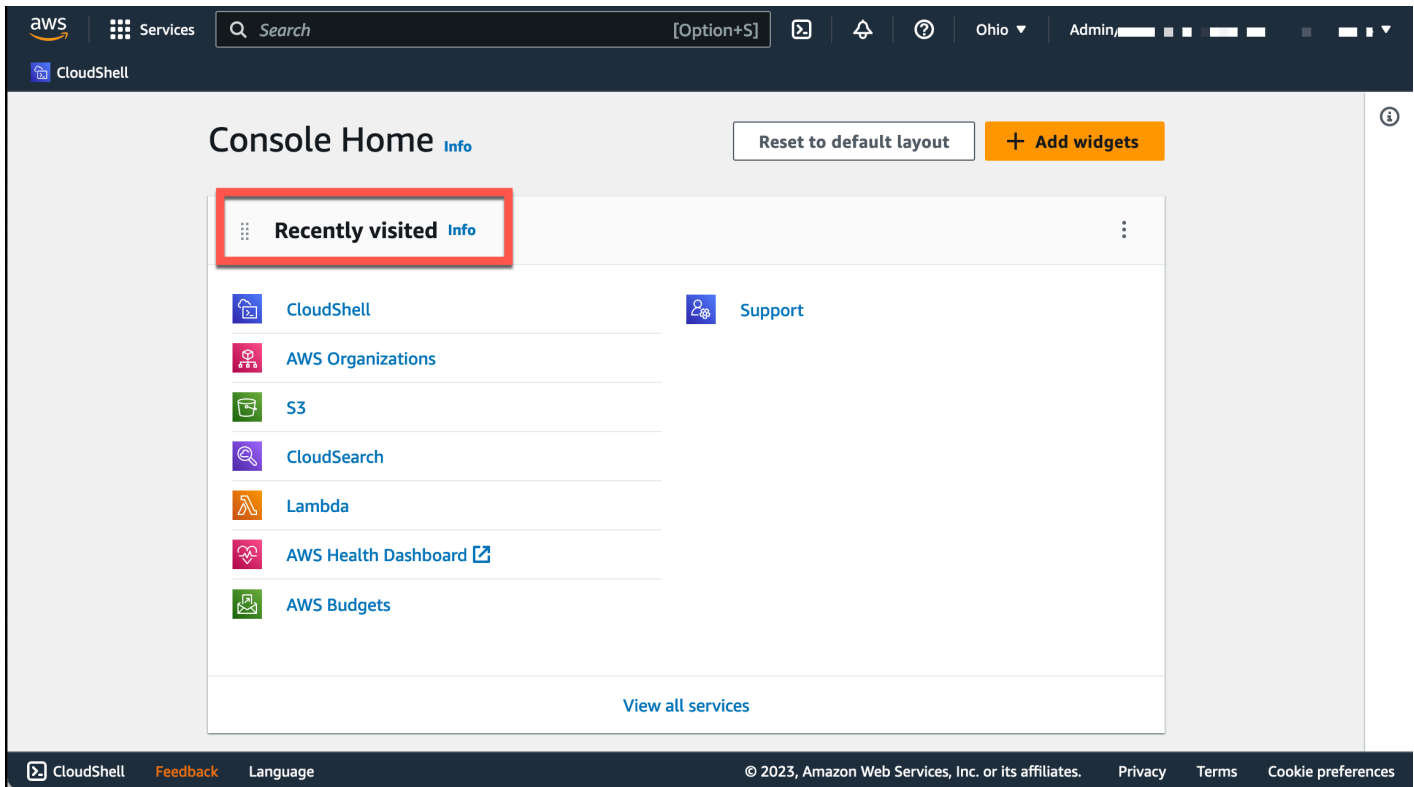 aws Services Search [Option+S] Ohio Admin/
CloudShell
Console Home Info Reset to default layout + Add widgets
Recently visited Info
CloudShell Support
AWS Organizations
S3
CloudSearch
Lambda
AWS Health Dashboard
AWS Budgets
View all services
CloudShell Feedback Language © 2023, Amazon Web Services, Inc. or its affiliates. Privacy Terms Cookie preferences